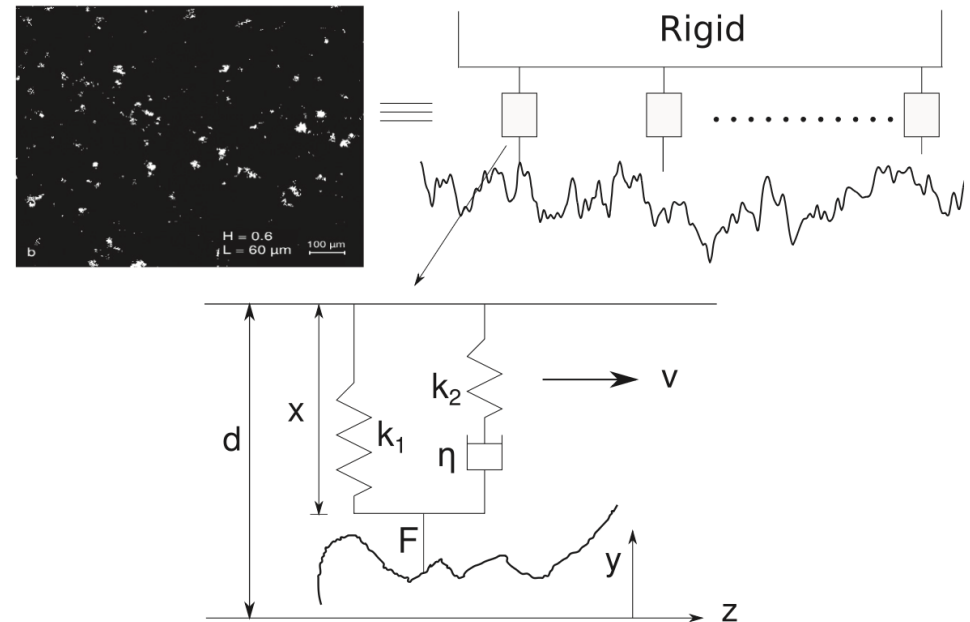 Rigid
H = 0.6
L = 60 µm
100 µm
b
k₂
v
x
k₁
d
η
F
y
z